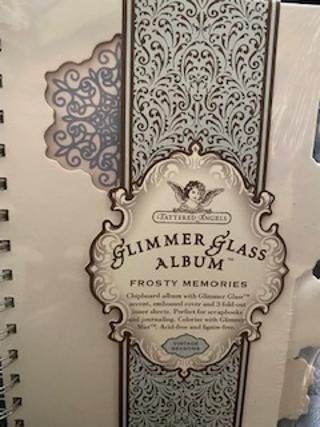 TATTERED ANGELS
GLIMMER GLASS
ALBUM™
FROSTY MEMORIES
Chipboard album with Glimmer Glass™
accent, embossed cover and 3 fold-out
inner sheets. Perfect for scrapbooks
and journaling. Colorize with Glimmer
Mist™. Acid-free and lignin-free.
VINTAGE
SEASONS